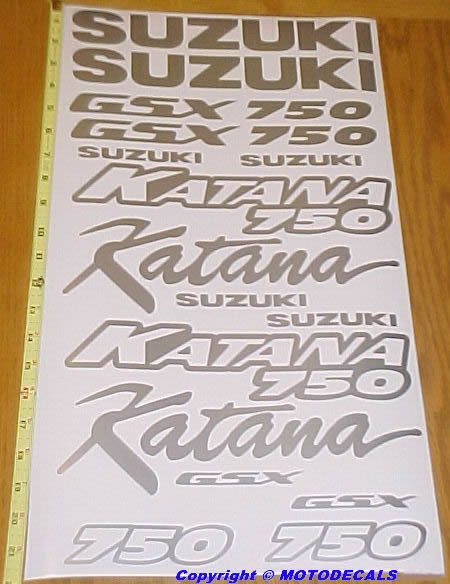 SUZUKI
SUZUKI
GSX 750
GSX 750
SUZUKI SUZUKI
KATANA
750
Katana
SUZUKI
SUZUKI
KATANA
750
Katana
GSX
GSX
750 750
Copyright © MOTODECALS